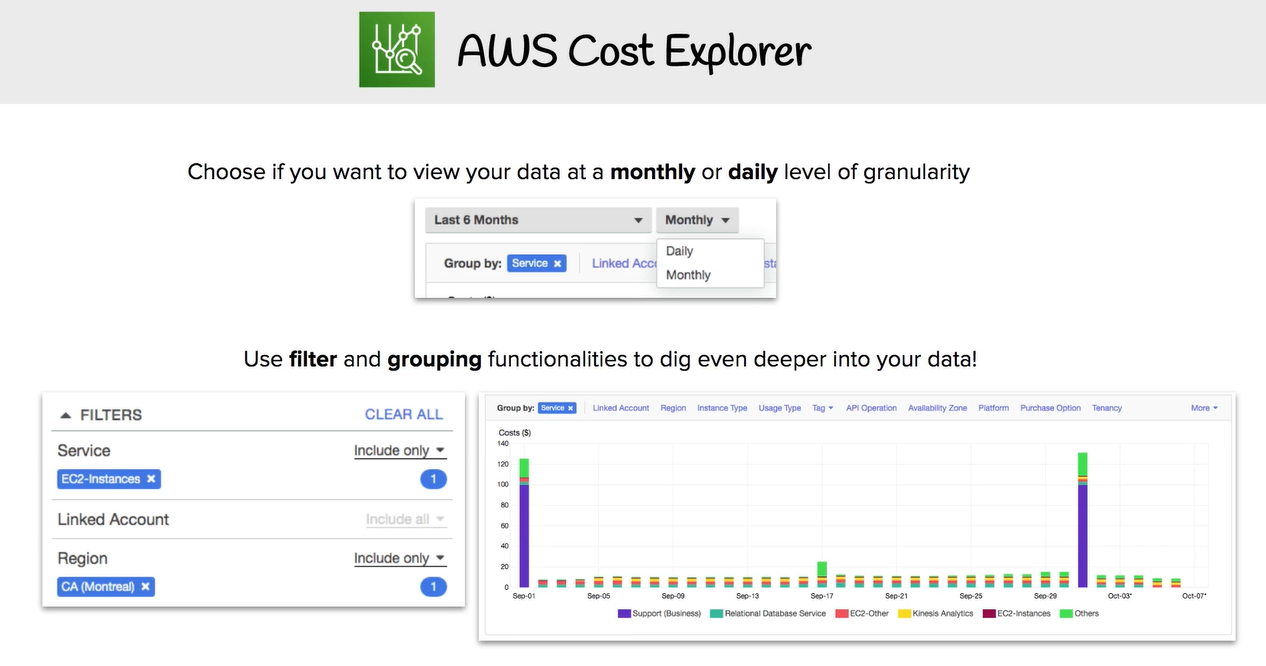 AWS Cost Explorer
Choose if you want to view your data at a monthly or daily level of granularity
Last 6 Months Monthly
Group by: Service × Linked Acc
Daily
Monthly
Use filter and grouping functionalities to dig even deeper into your data!
FILTERS CLEAR ALL
Service Include only
EC2-Instances × 1
Linked Account Include all
Region Include only
CA (Montreal) × 1
Group by: Service × Linked Account Region Instance Type Usage Type Tag API Operation Availability Zone Platform Purchase Option Tenancy More
Costs ($)
140
120
100
80
60
40
20
0
Sep-01 Sep-05 Sep-09 Sep-13 Sep-17 Sep-21 Sep-25 Sep-29 Oct-03* Oct-07*
Support (Business) Relational Database Service EC2-Other Kinesis Analytics EC2-Instances Others